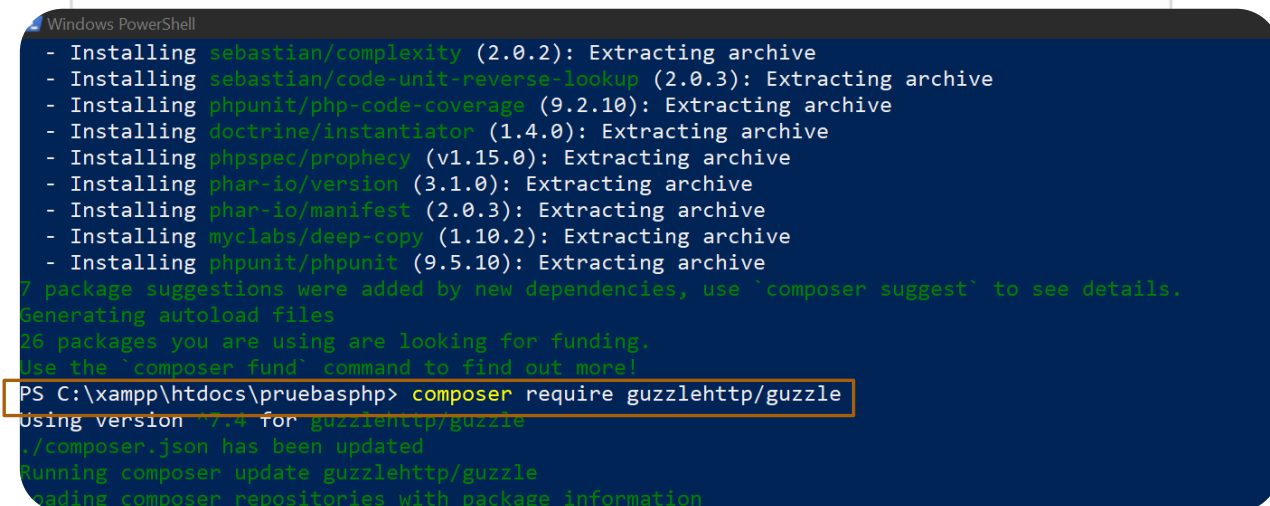 Windows PowerShell
- Installing sebastian/complexity (2.0.2): Extracting archive
- Installing sebastian/code-unit-reverse-lookup (2.0.3): Extracting archive
- Installing phpunit/php-code-coverage (9.2.10): Extracting archive
- Installing doctrine/instantiator (1.4.0): Extracting archive
- Installing phpspec/prophecy (v1.15.0): Extracting archive
- Installing phar-io/version (3.1.0): Extracting archive
- Installing phar-io/manifest (2.0.3): Extracting archive
- Installing myclabs/deep-copy (1.10.2): Extracting archive
- Installing phpunit/phpunit (9.5.10): Extracting archive
7 package suggestions were added by new dependencies, use `composer suggest` to see details.
Generating autoload files
26 packages you are using are looking for funding.
Use the `composer fund` command to find out more!
PS C:\xampp\htdocs\pruebasphp> composer require guzzlehttp/guzzle
Using version ^7.4 for guzzlehttp/guzzle
./composer.json has been updated
Running composer update guzzlehttp/guzzle
Loading composer repositories with package information